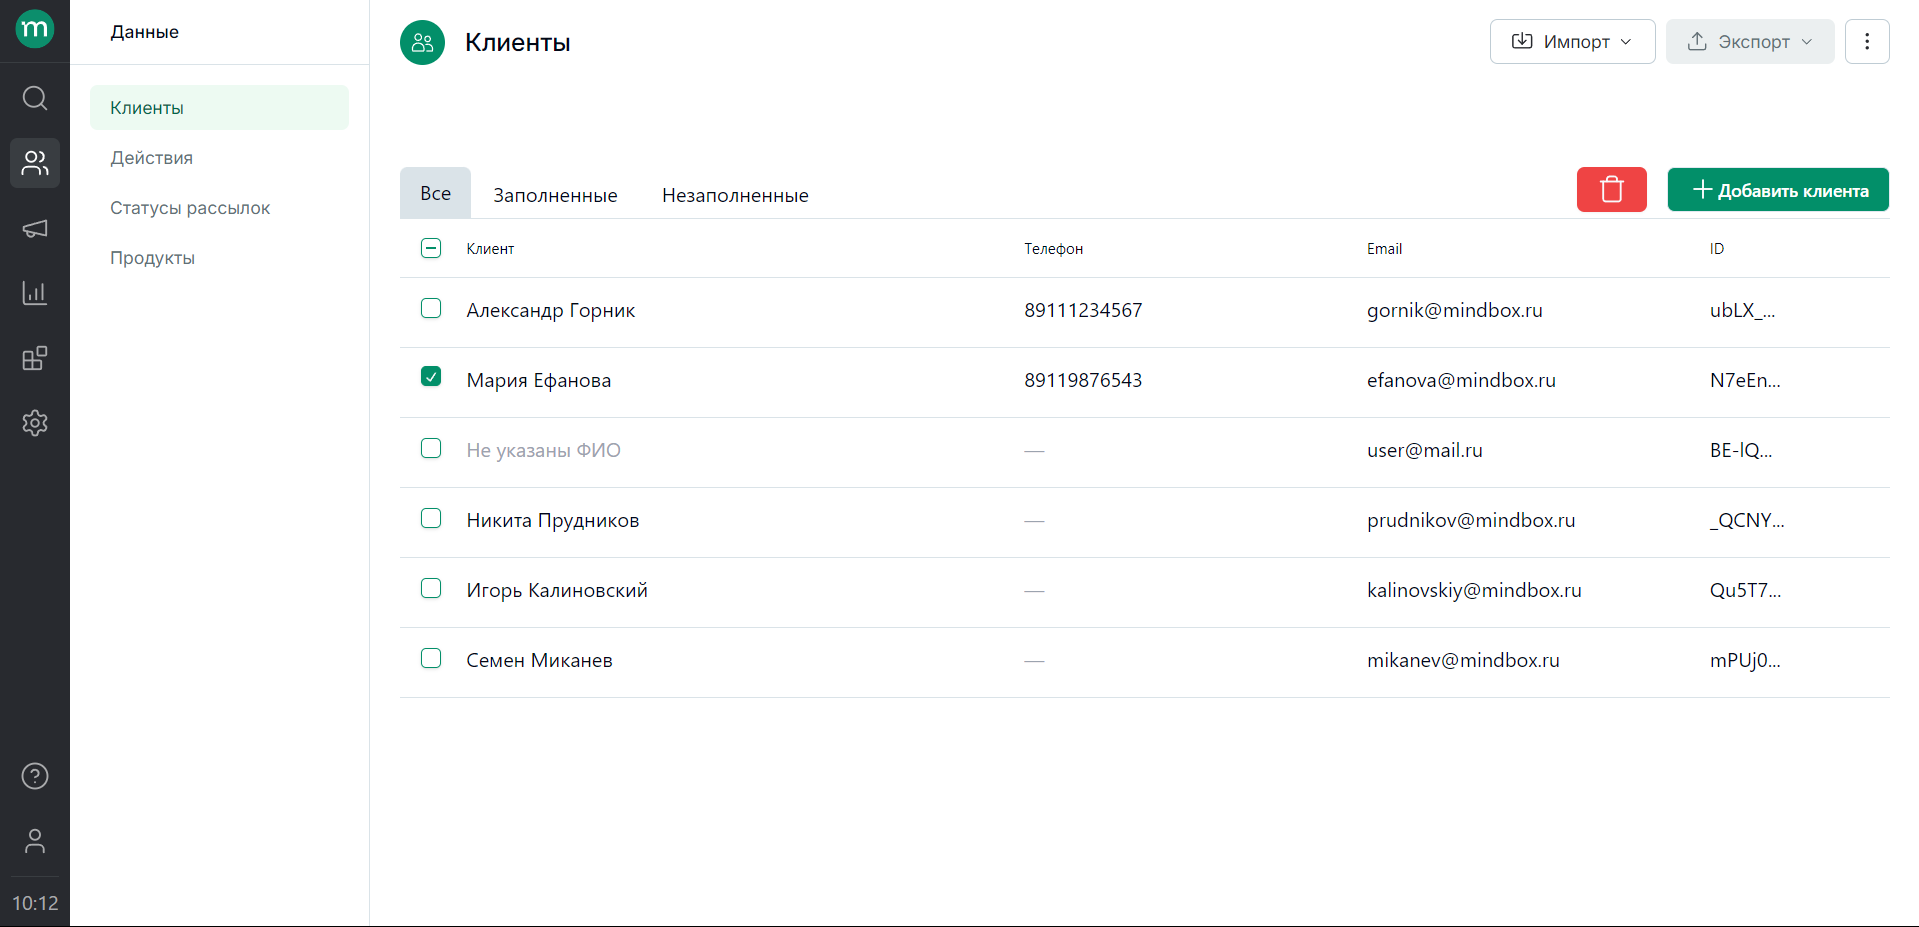 m
Данные
Клиенты
Действия
Статусы рассылок
Продукты
10:12
Клиенты
Импорт
Экспорт
Все Заполненные Незаполненные
Добавить клиента
Клиент Телефон Email ID
Александр Горник 89111234567 gornik@mindbox.ru ubLX_...
Мария Ефанова 89119876543 efanova@mindbox.ru N7eEn...
Не указаны ФИО — user@mail.ru BE-lQ...
Никита Прудников — prudnikov@mindbox.ru _QCNY...
Игорь Калиновский — kalinovskiy@mindbox.ru Qu5T7...
Семен Миканев — mikanev@mindbox.ru mPUj0...